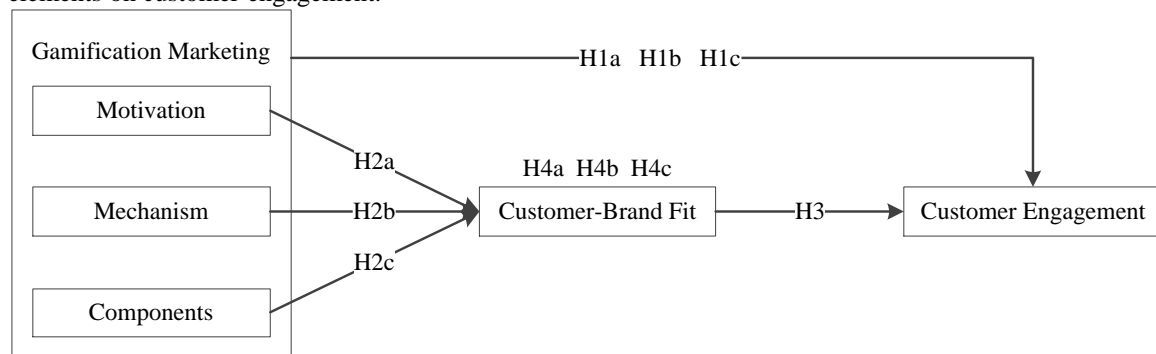 elements on customer engagement.
Gamification Marketing
H1a H1b H1c
Motivation
H2a
H4a H4b H4c
Mechanism
H2b
Customer-Brand Fit
H3
Customer Engagement
H2c
Components